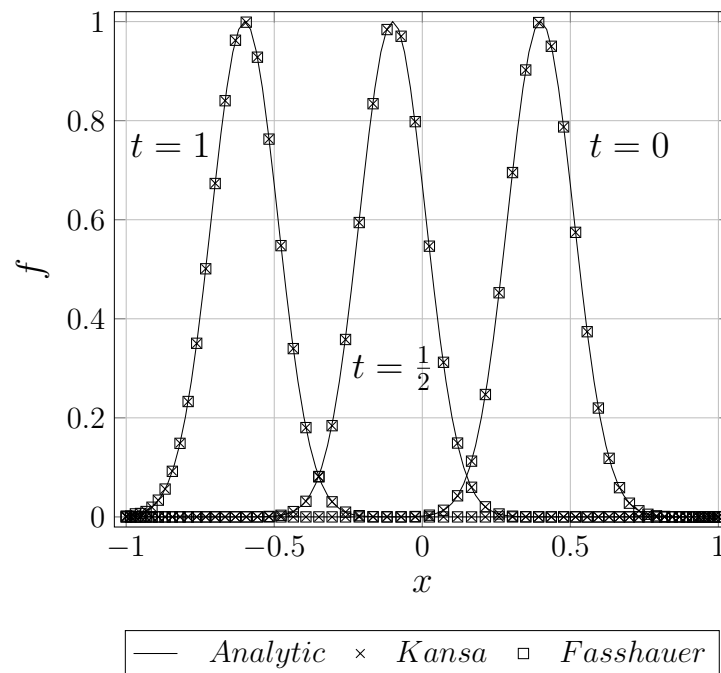 1
0.8
0.6
0.4
0.2
0
f
t = 1
t = 0
t = 1/2
−1 −0.5 0 0.5 1
x
Analytic Kansa Fasshauer